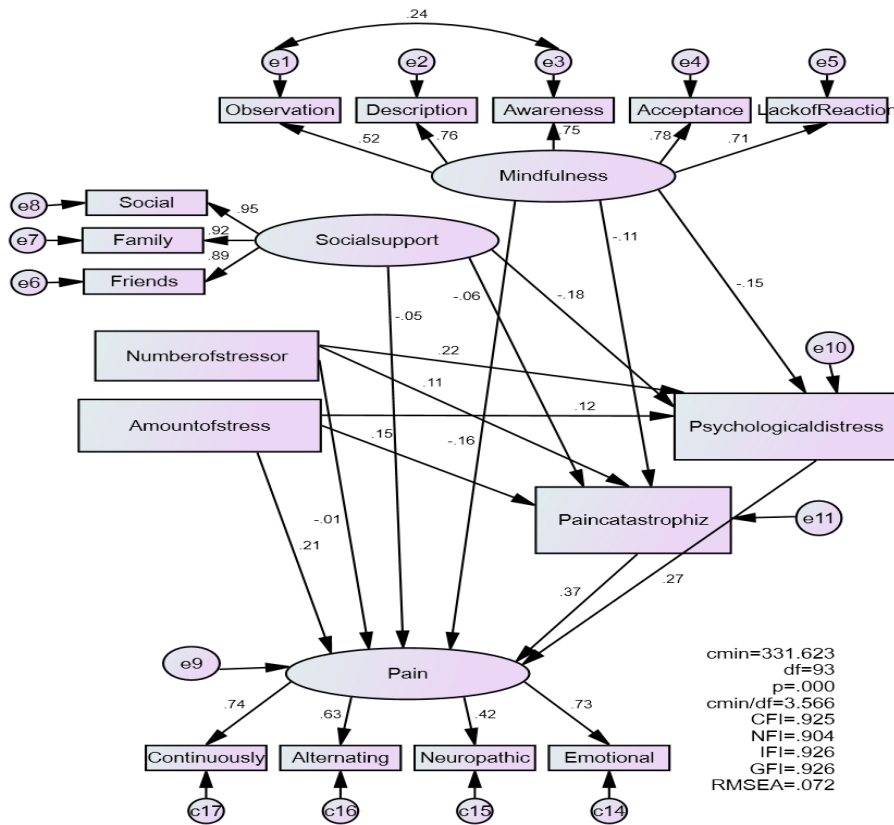 .24
e1 e2 e3 e4 e5
Observation Description Awareness Acceptance LackofReaction
.52 .76 .75 .78 .71
Mindfulness
e8 Social .95
e7 Family .92
Socialsupport
e6 Friends .89
-.11
-.06 -.18 -.15
-.05
Numberofstressor
.22
e10
.11
Amountofstress
.12
Psychologicaldistress
.15 -.16
Paincatastrophiz
e11
-.01
.21
.27
.37
e9
Pain
.74 .63 .42 .73
Continuously Alternating Neuropathic Emotional
c17 c16 c15 c14
cmin=331.623
df=93
p=.000
cmin/df=3.566
CFI=.925
NFI=.904
IFI=.926
GFI=.926
RMSEA=.072